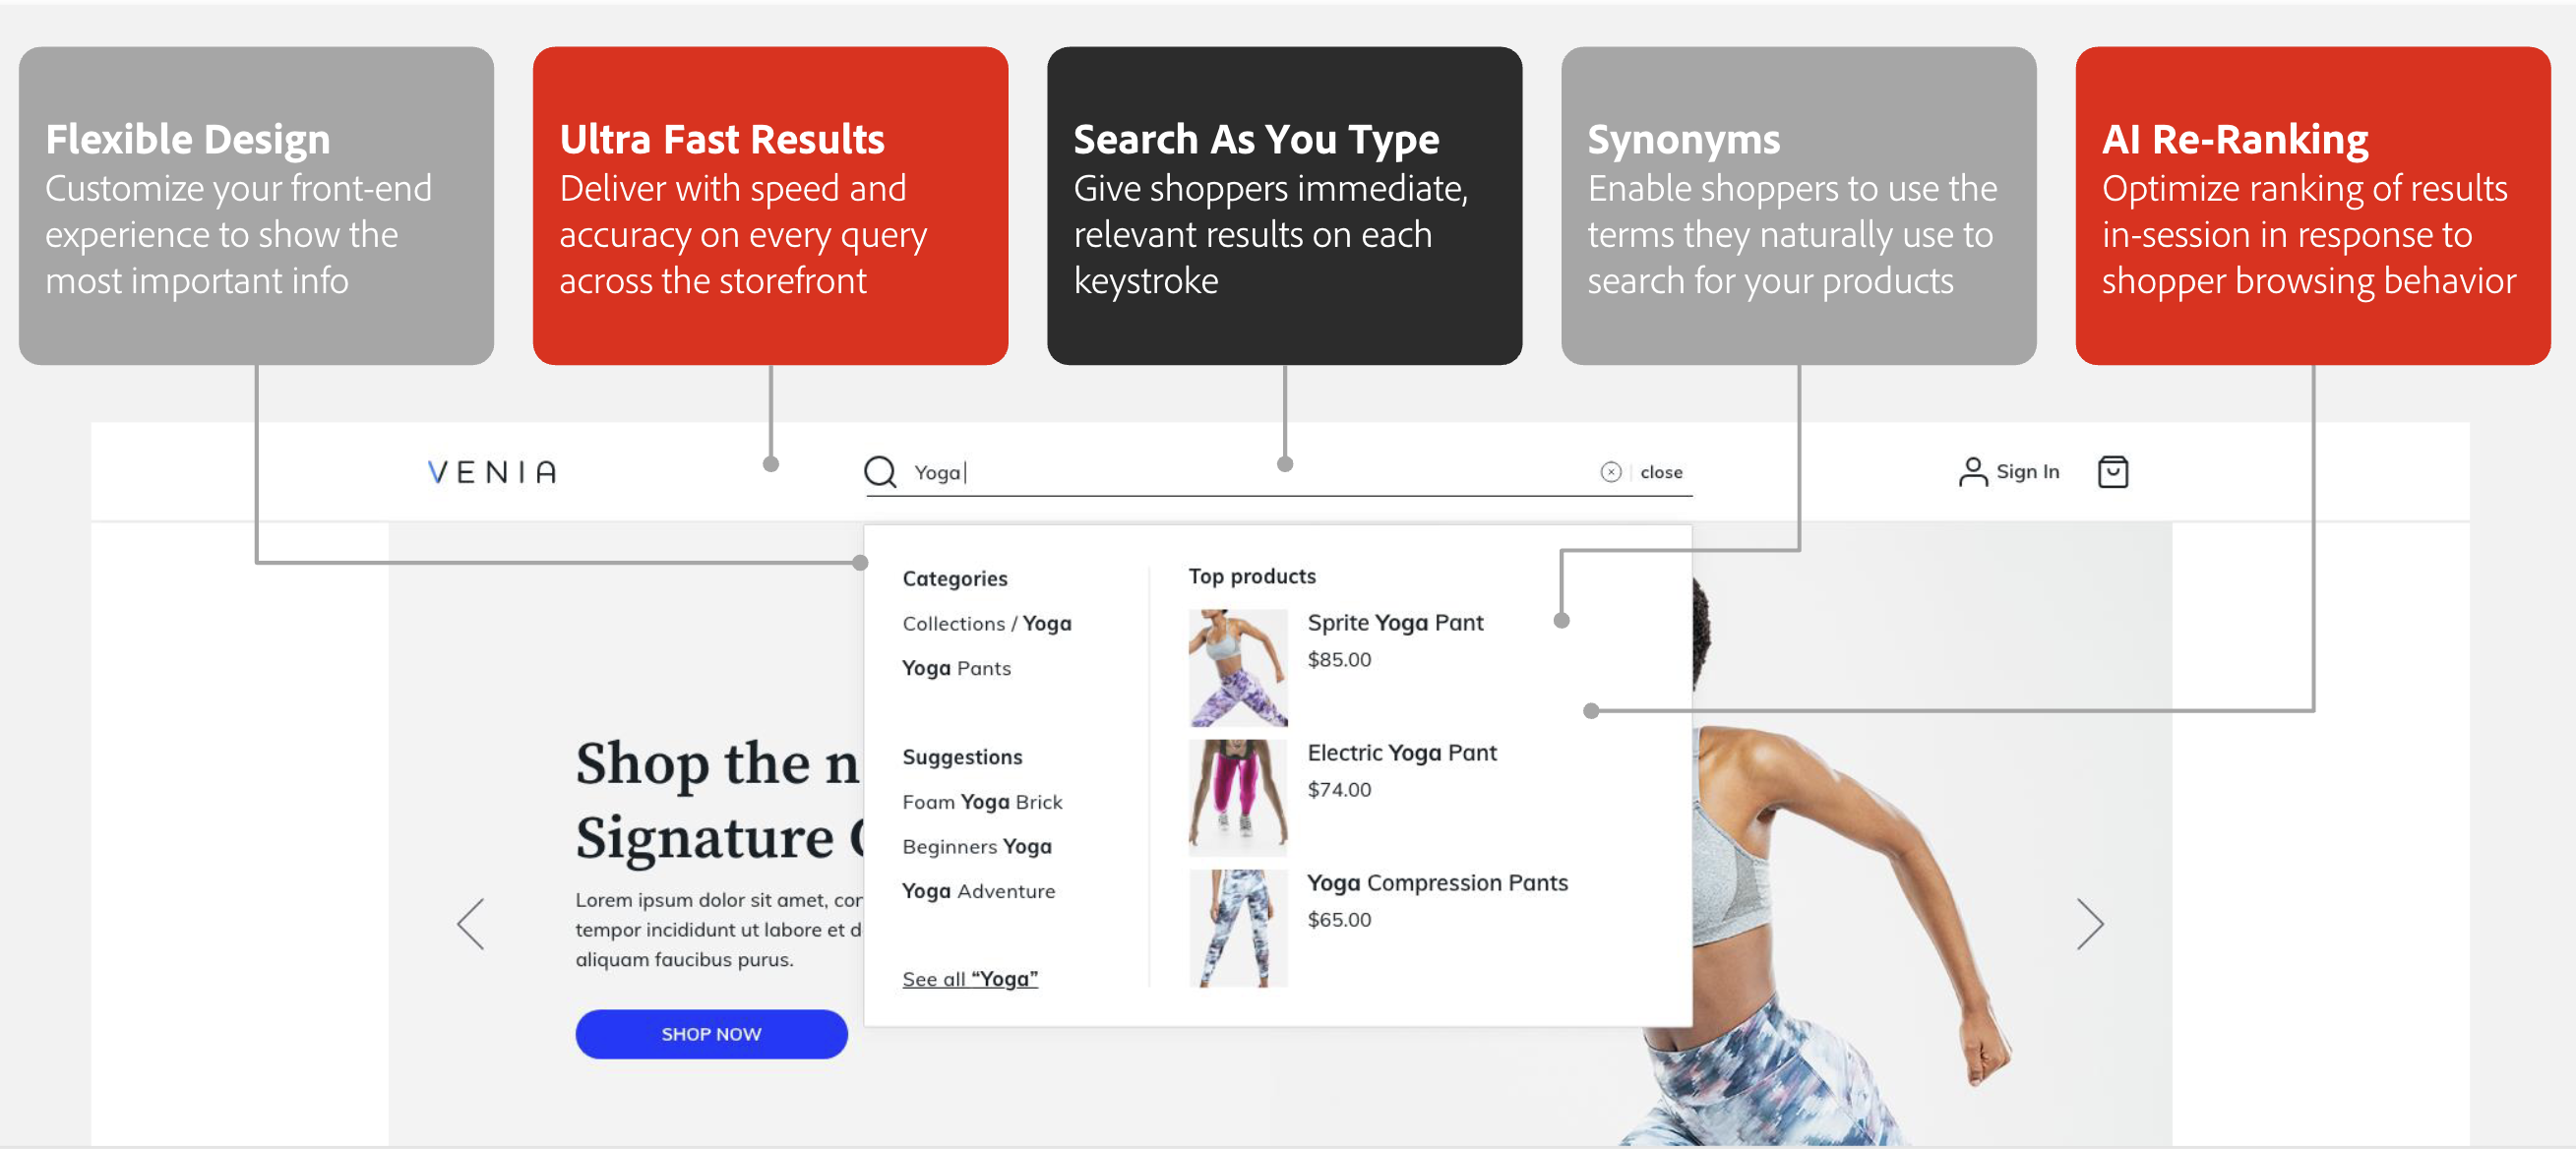 Flexible Design
Customize your front-end
experience to show the
most important info
Ultra Fast Results
Deliver with speed and
accuracy on every query
across the storefront
Search As You Type
Give shoppers immediate,
relevant results on each
keystroke
Synonyms
Enable shoppers to use the
terms they naturally use to
search for your products
AI Re-Ranking
Optimize ranking of results
in-session in response to
shopper browsing behavior
VENIA
Yoga
close
Sign In
Categories
Collections / Yoga
Yoga Pants
Suggestions
Foam Yoga Brick
Beginners Yoga
Yoga Adventure
See all “Yoga”
Top products
Sprite Yoga Pant
$85.00
Electric Yoga Pant
$74.00
Yoga Compression Pants
$65.00
Shop the
Signature
Lorem ipsum dolor sit amet,
tempor incididunt ut labore et
aliquam faucibus purus.
SHOP NOW